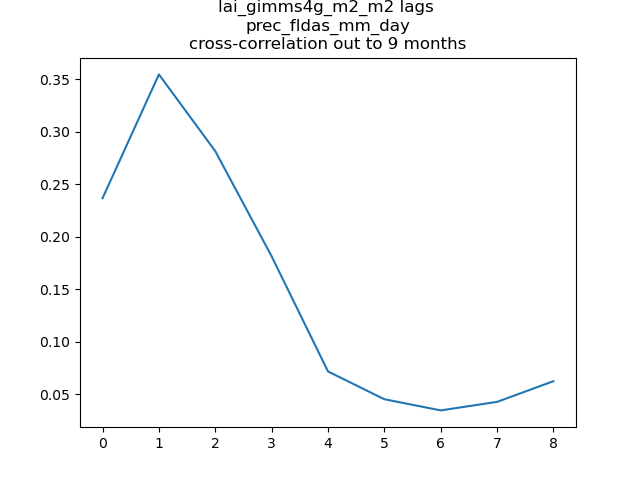 lai_gimms4g_m2_m2 lags
prec_fldas_mm_day
cross-correlation out to 9 months
0.35
0.30
0.25
0.20
0.15
0.10
0.05
0 1 2 3 4 5 6 7 8